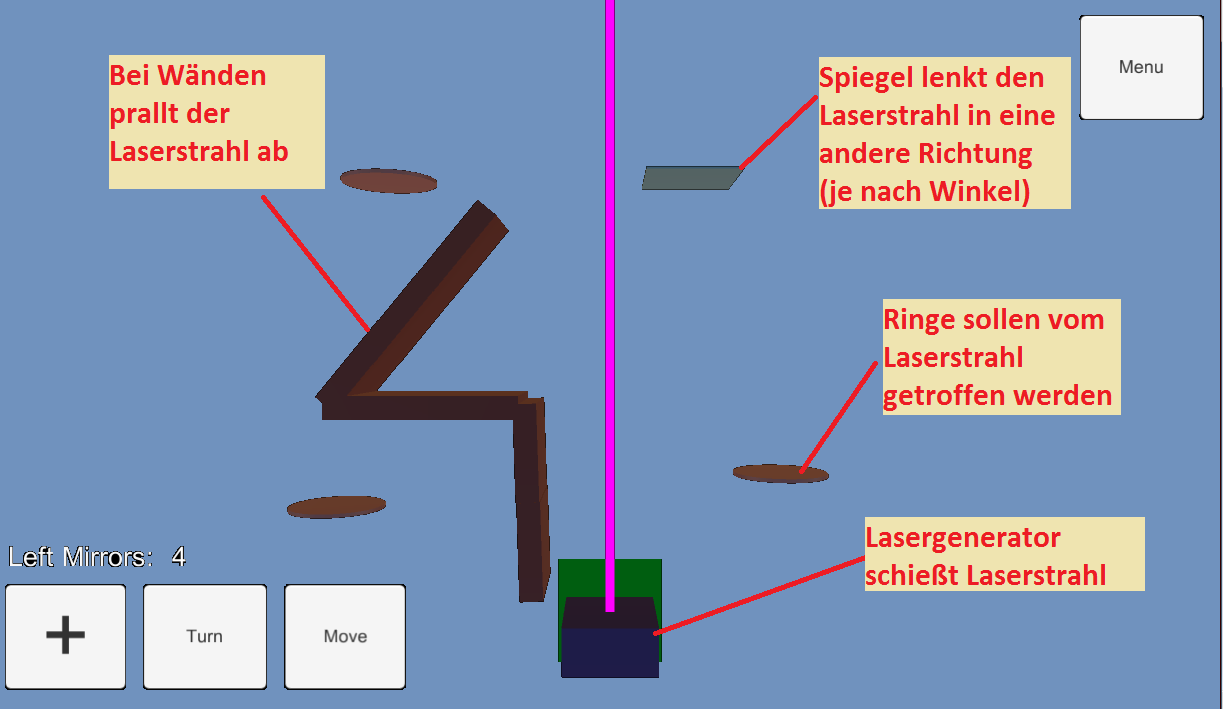 Bei Wänden
prallt der
Laserstrahl ab
Spiegel lenkt den
Laserstrahl in eine
andere Richtung
(je nach Winkel)
Menu
Ringe sollen vom
Laserstrahl
getroffen werden
Lasergenerator
schießt Laserstrahl
Left Mirrors: 4
+
Turn
Move